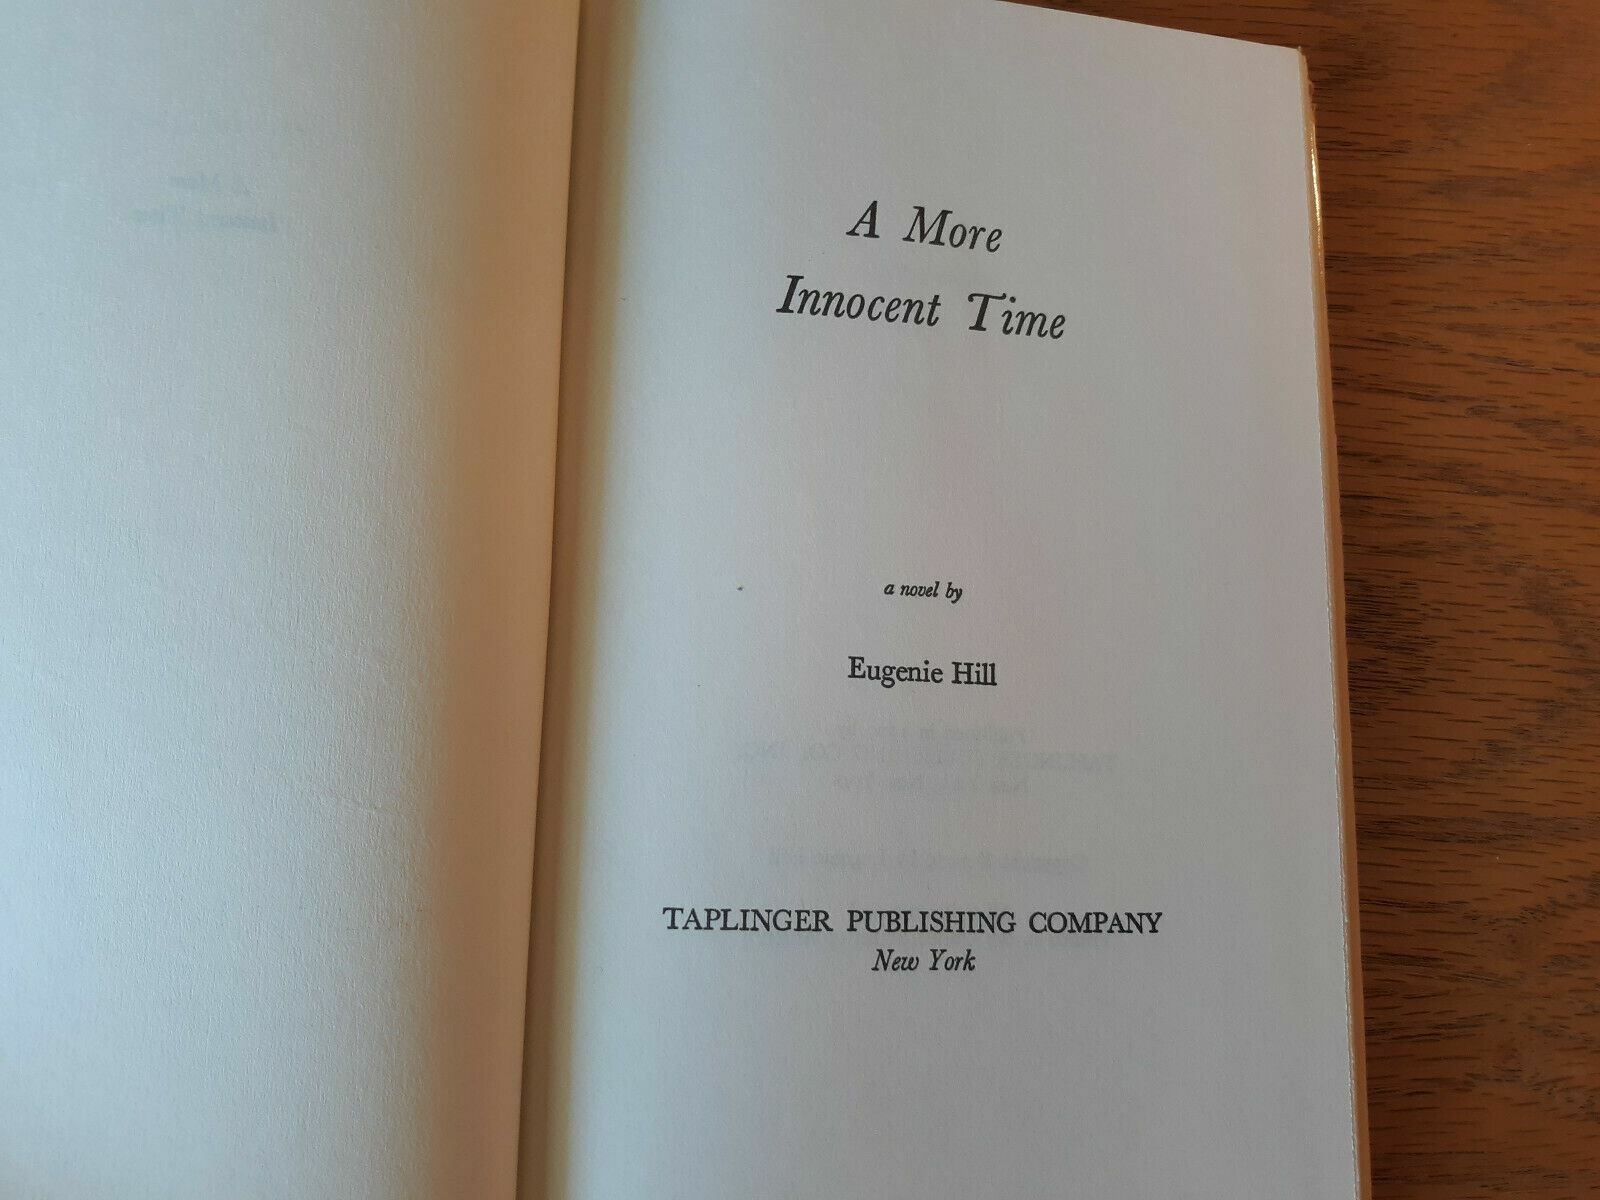 A More
Innocent Time
a novel by
Eugenie Hill
TAPLINGER PUBLISHING COMPANY
New York